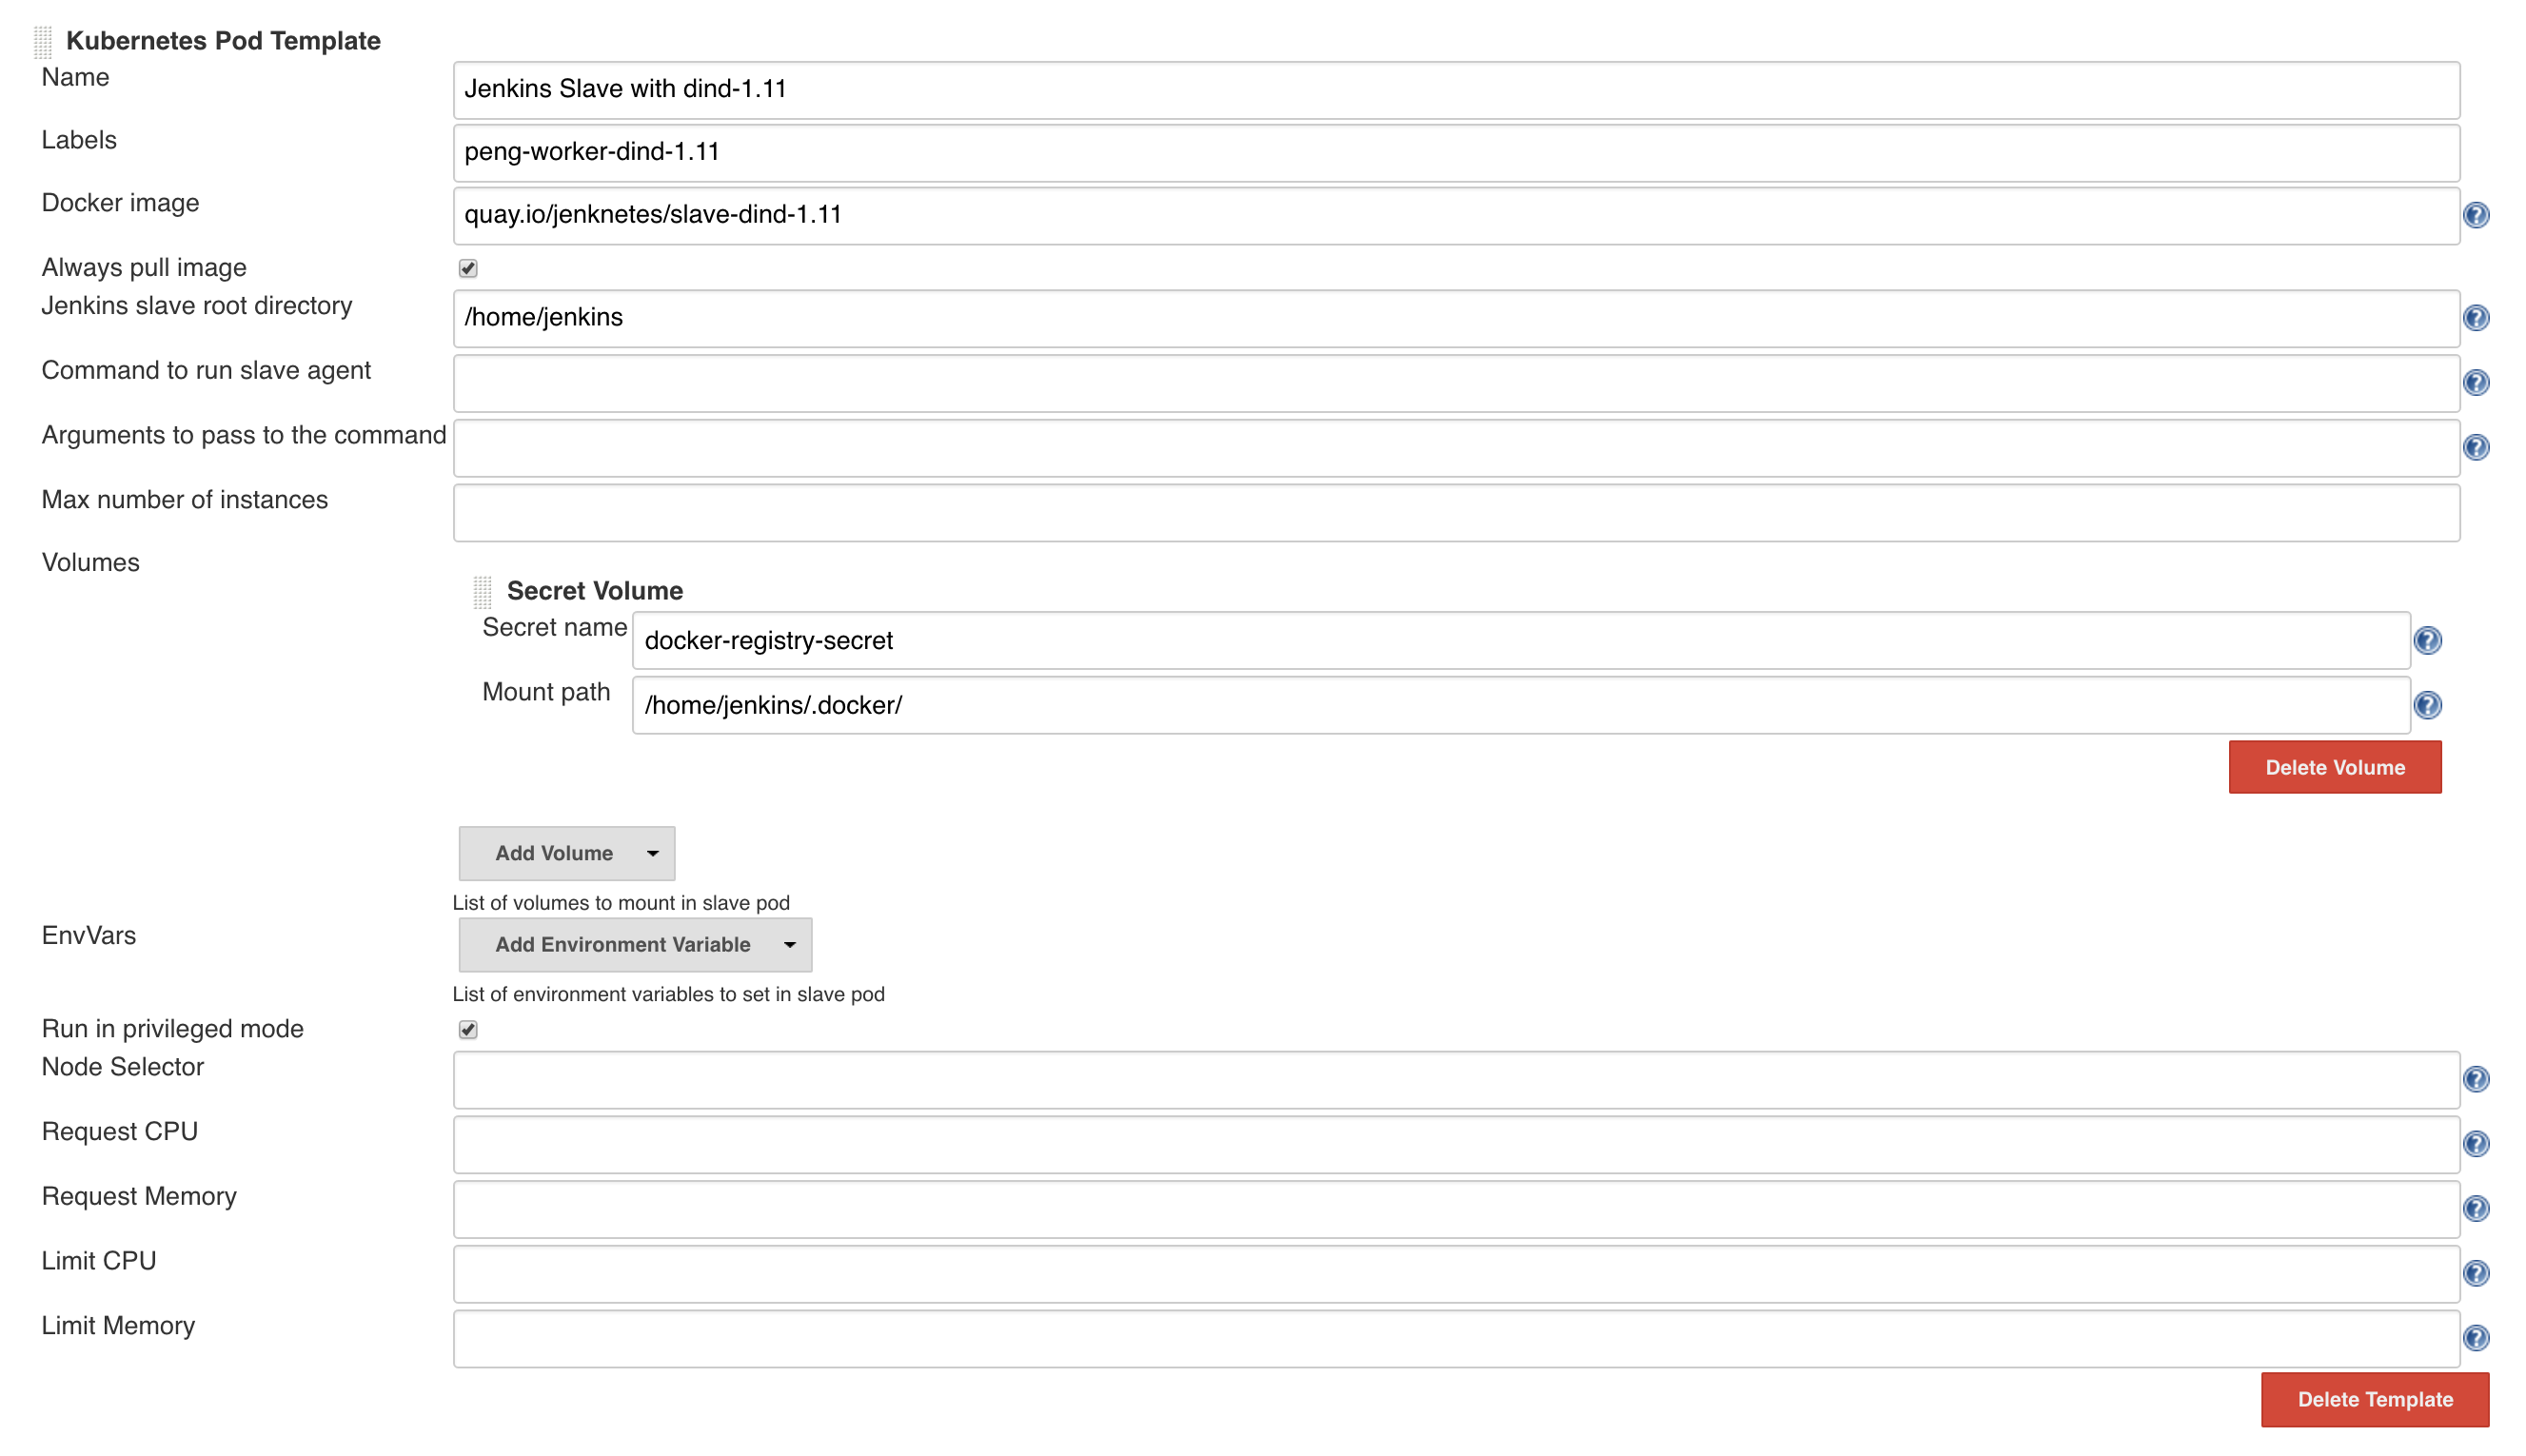 Kubernetes Pod Template
Name
Jenkins Slave with dind-1.11
Labels
peng-worker-dind-1.11
Docker image
quay.io/jenknetes/slave-dind-1.11
Always pull image
Jenkins slave root directory
/home/jenkins
Command to run slave agent
Arguments to pass to the command
Max number of instances
Volumes
Secret Volume
Secret name
docker-registry-secret
Mount path
/home/jenkins/.docker/
Delete Volume
Add Volume
List of volumes to mount in slave pod
EnvVars
Add Environment Variable
List of environment variables to set in slave pod
Run in privileged mode
Node Selector
Request CPU
Request Memory
Limit CPU
Limit Memory
Delete Template